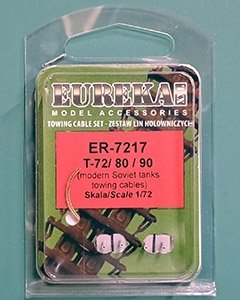 EUREKA XXL
MODEL ACCESSORIES
TOWING CABLE SET - ZESTAW LIN HOLOWNICZYCH
ER-7217
T-72/ 80 / 90
(modern Soviet tanks
towing cables)
Skala/Scale 1/72